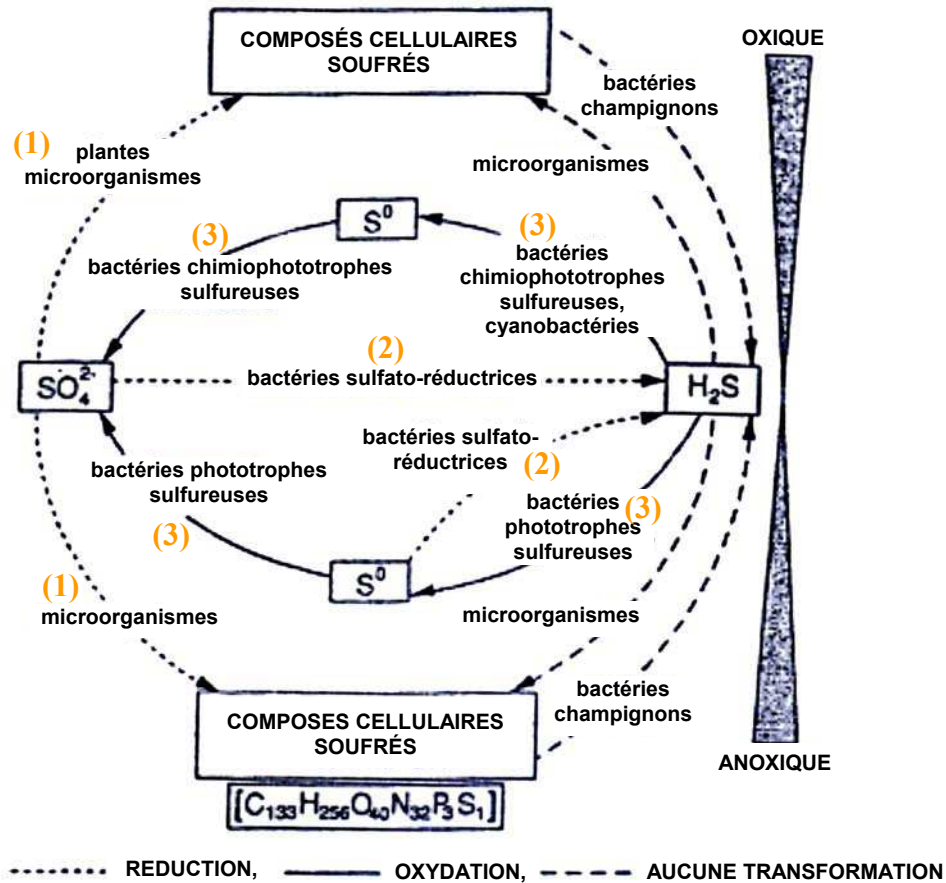 COMPOSÉS CELLULAIRES
SOUFRÉS
OXIQUE
bactéries
champignons
(1)
plantes
microorganismes
microorganismes
S⁰
(3)
bactéries chimiophototrophes
sulfureuses
(3)
bactéries
chimiophototrophes
sulfureuses,
cyanobactéries
SO₄²⁻
(2)
bactéries sulfato-réductrices
H₂S
bactéries sulfato-
réductrices
(2)
bactéries phototrophes
sulfureuses
(3)
bactéries
phototrophes
sulfureuses
(3)
S⁰
(1)
microorganismes
microorganismes
bactéries
champignons
COMPOSES CELLULAIRES
SOUFRÉS
ANOXIQUE
[C₁₃₃H₂₅₆O₄₀N₃₂P₃S₁]
REDUCTION, OXYDATION, AUCUNE TRANSFORMATION